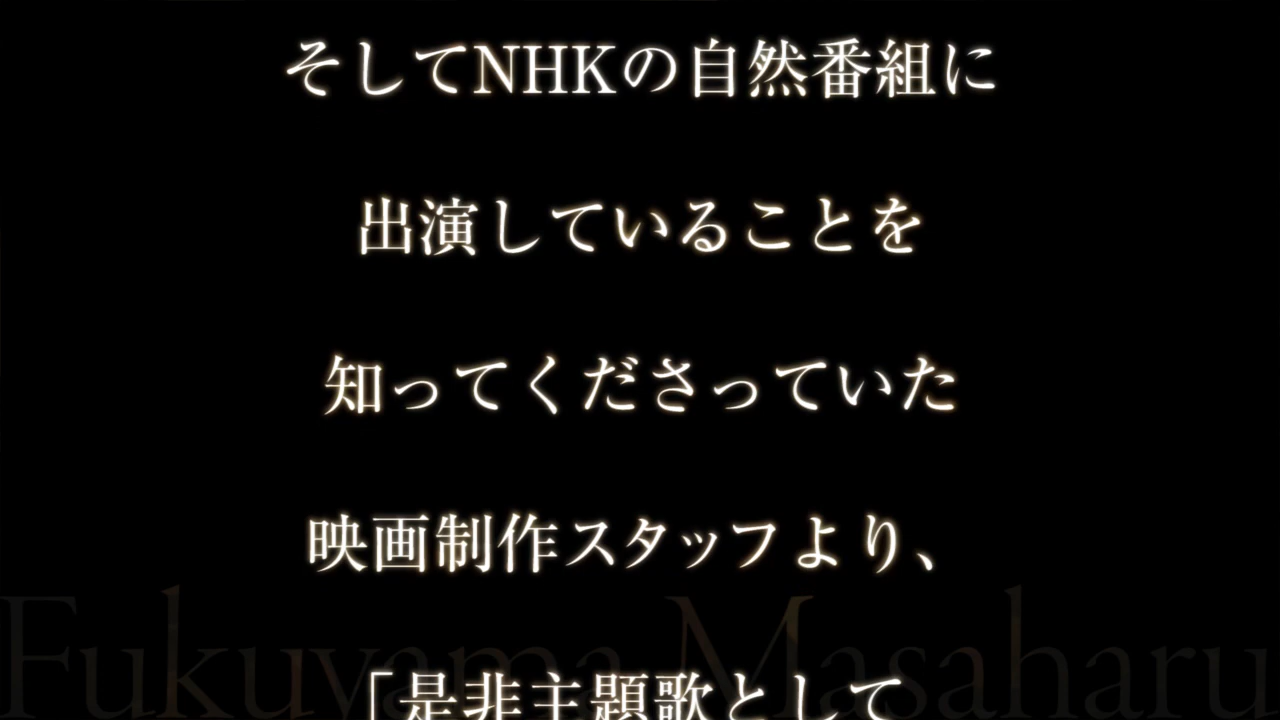 そしてNHKの自然番組に
出演していることを
知ってくださっていた
映画制作スタッフより、
「是非主題歌として
Fukuyama Masaharu